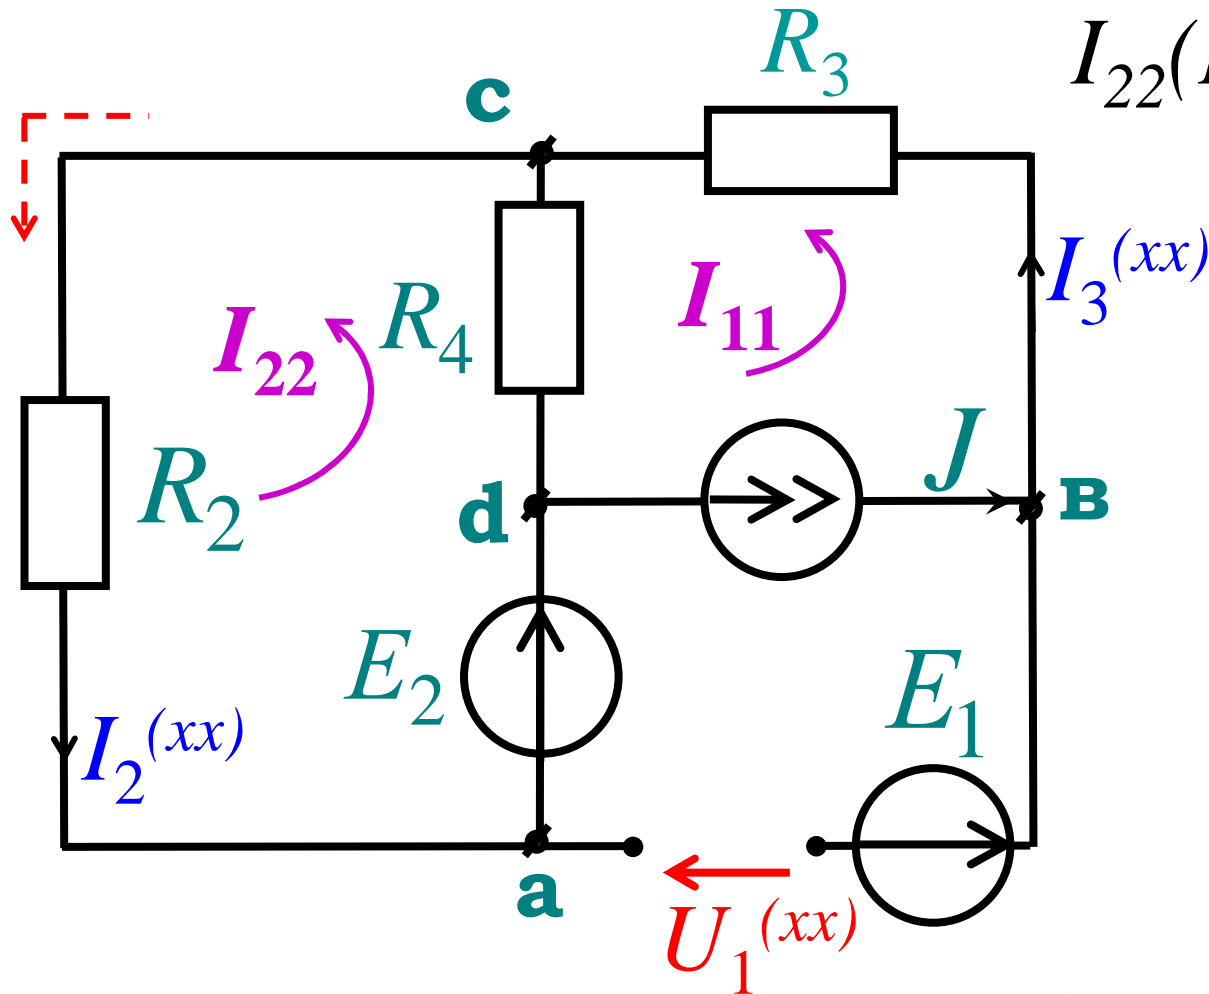 R3
I22(
c
I3(xx)
R4
I11
I22
J
R2
d
в
E2
E1
I2(xx)
a
U1(xx)